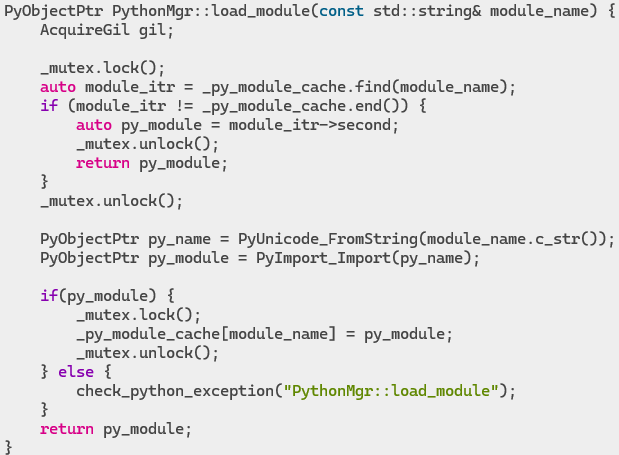 PyObjectPtr PythonMgr::load_module(const std::string& module_name) {
    AcquireGil gil;

    _mutex.lock();
    auto module_itr = _py_module_cache.find(module_name);
    if (module_itr != _py_module_cache.end()) {
        auto py_module = module_itr->second;
        _mutex.unlock();
        return py_module;
    }
    _mutex.unlock();

    PyObjectPtr py_name = PyUnicode_FromString(module_name.c_str());
    PyObjectPtr py_module = PyImport_Import(py_name);

    if(py_module) {
        _mutex.lock();
        _py_module_cache[module_name] = py_module;
        _mutex.unlock();
    } else {
        check_python_exception("PythonMgr::load_module");
    }
    return py_module;
}